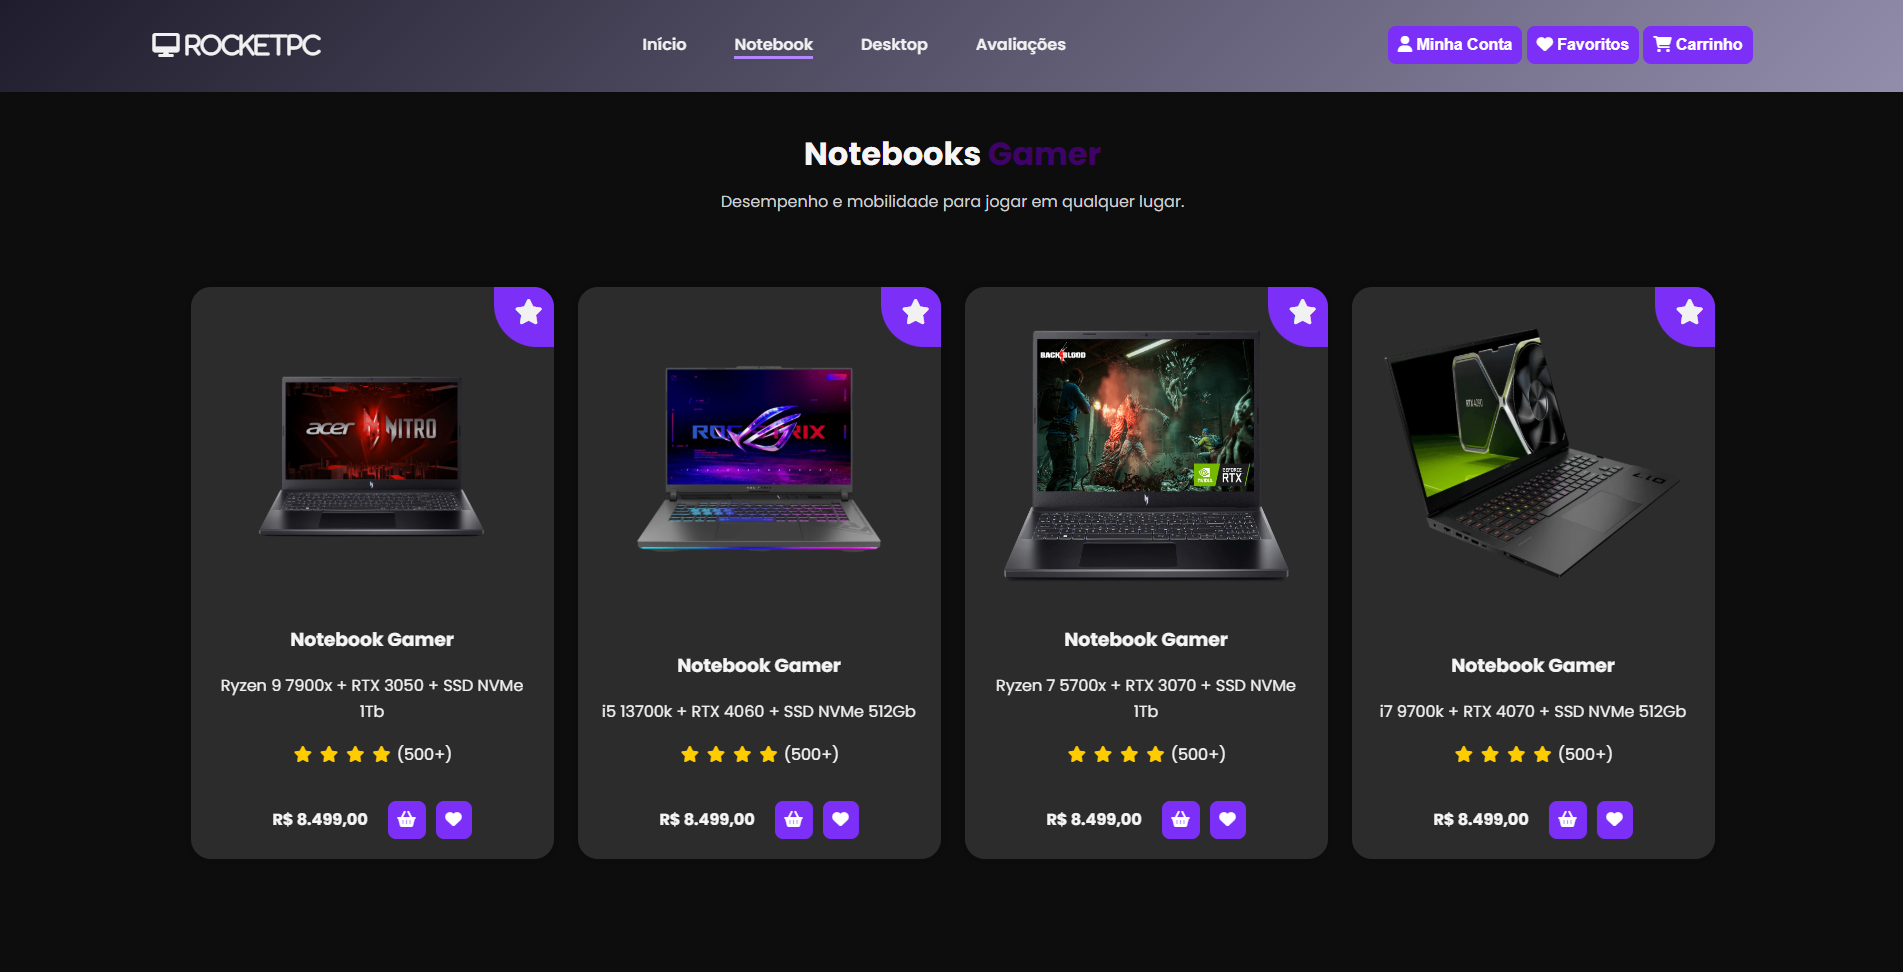 ROCKETPC
Início
Notebook
Desktop
Avaliações
Minha Conta
Favoritos
Carrinho
Notebooks Gamer
Desempenho e mobilidade para jogar em qualquer lugar.
acer NITRO
Notebook Gamer
Ryzen 9 7900x + RTX 3050 + SSD NVMe
1Tb
(500+)
R$ 8.499,00
Notebook Gamer
i5 13700k + RTX 4060 + SSD NVMe 512Gb
(500+)
R$ 8.499,00
BACK 4 BLOOD
NVIDIA
GEFORCE
RTX
Notebook Gamer
Ryzen 7 5700x + RTX 3070 + SSD NVMe
1Tb
(500+)
R$ 8.499,00
Notebook Gamer
i7 9700k + RTX 4070 + SSD NVMe 512Gb
(500+)
R$ 8.499,00